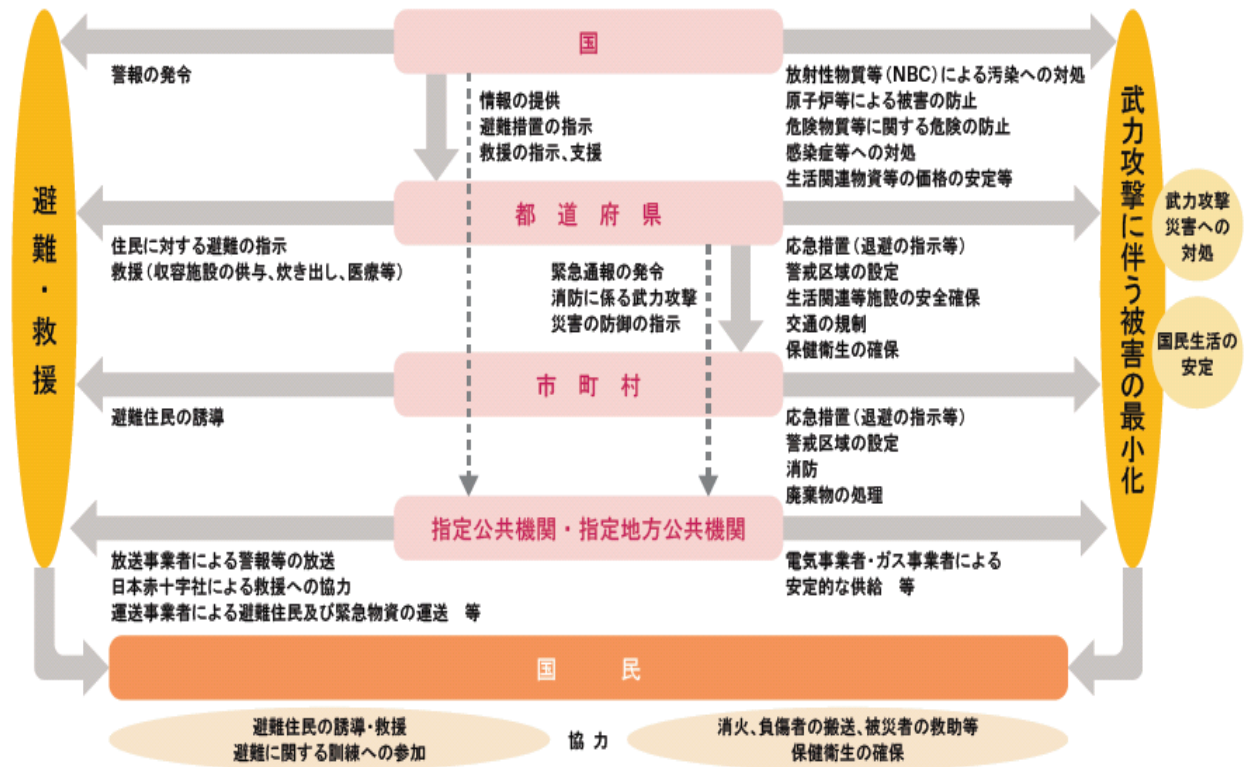 国
警報の発令
情報の提供
避難措置の指示
救援の指示、支援
放射性物質等(NBC)による汚染への対処
原子炉等による被害の防止
危険物質等に関する危険の防止
感染症等への対処
生活関連物資等の価格の安定等
避難・救援
都道府県
住民に対する避難の指示
救援(収容施設の供与、炊き出し、医療等)
緊急通報の発令
消防に係る武力攻撃
災害の防御の指示
応急措置(退避の指示等)
警戒区域の設定
生活関連等施設の安全確保
交通の規制
保健衛生の確保
武力攻撃に伴う被害の最小化
武力攻撃
災害への
対処
国民生活の
安定
市町村
避難住民の誘導
応急措置(退避の指示等)
警戒区域の設定
消防
廃棄物の処理
指定公共機関・指定地方公共機関
放送事業者による警報等の放送
日本赤十字社による救援への協力
運送事業者による避難住民及び緊急物資の運送 等
電気事業者・ガス事業者による
安定的な供給 等
国民
避難住民の誘導・救援
避難に関する訓練への参加
協力
消火、負傷者の搬送、被災者の救助等
保健衛生の確保